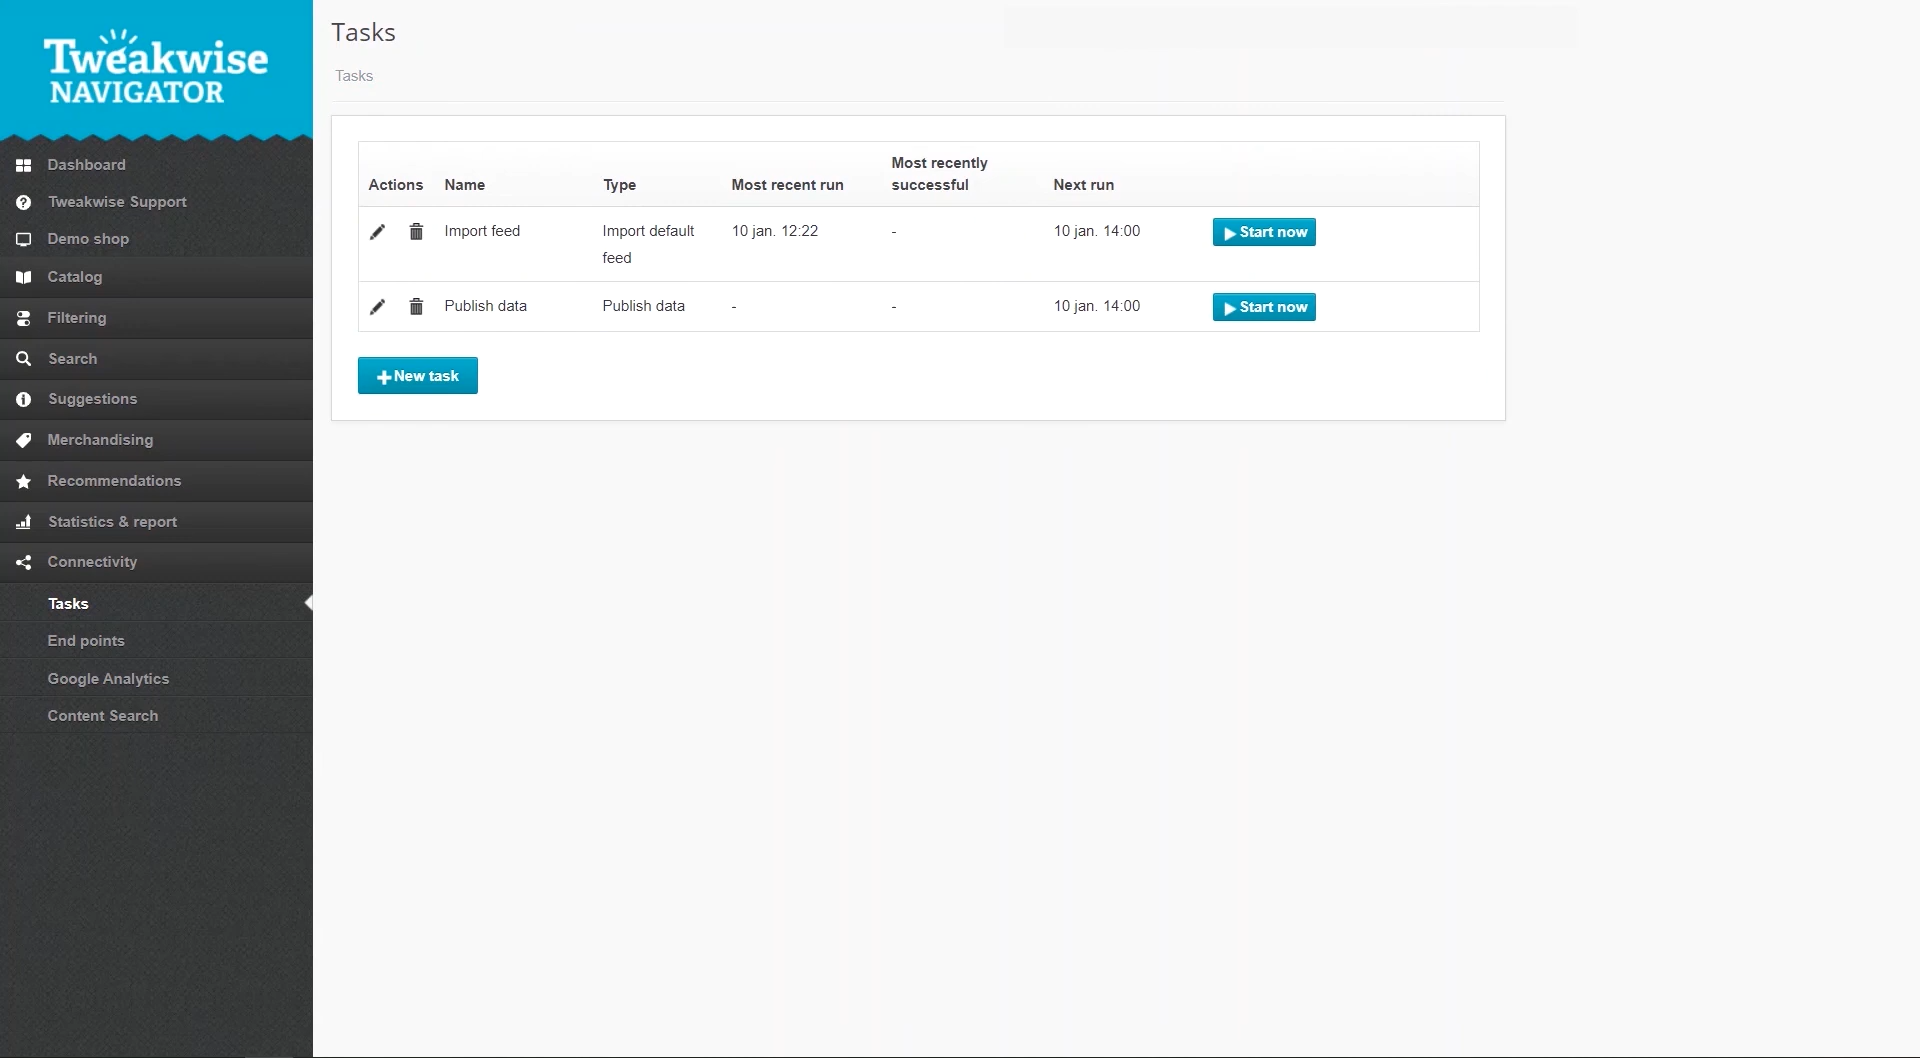 Tweakwise
NAVIGATOR
Dashboard
Tweakwise Support
Demo shop
Catalog
Filtering
Search
Suggestions
Merchandising
Recommendations
Statistics & report
Connectivity
Tasks
End points
Google Analytics
Content Search
Tasks
Tasks
Actions Name Type Most recent run Most recently successful Next run
Import feed Import default feed 10 jan. 12:22 - 10 jan. 14:00 Start now
Publish data Publish data - - 10 jan. 14:00 Start now
New task